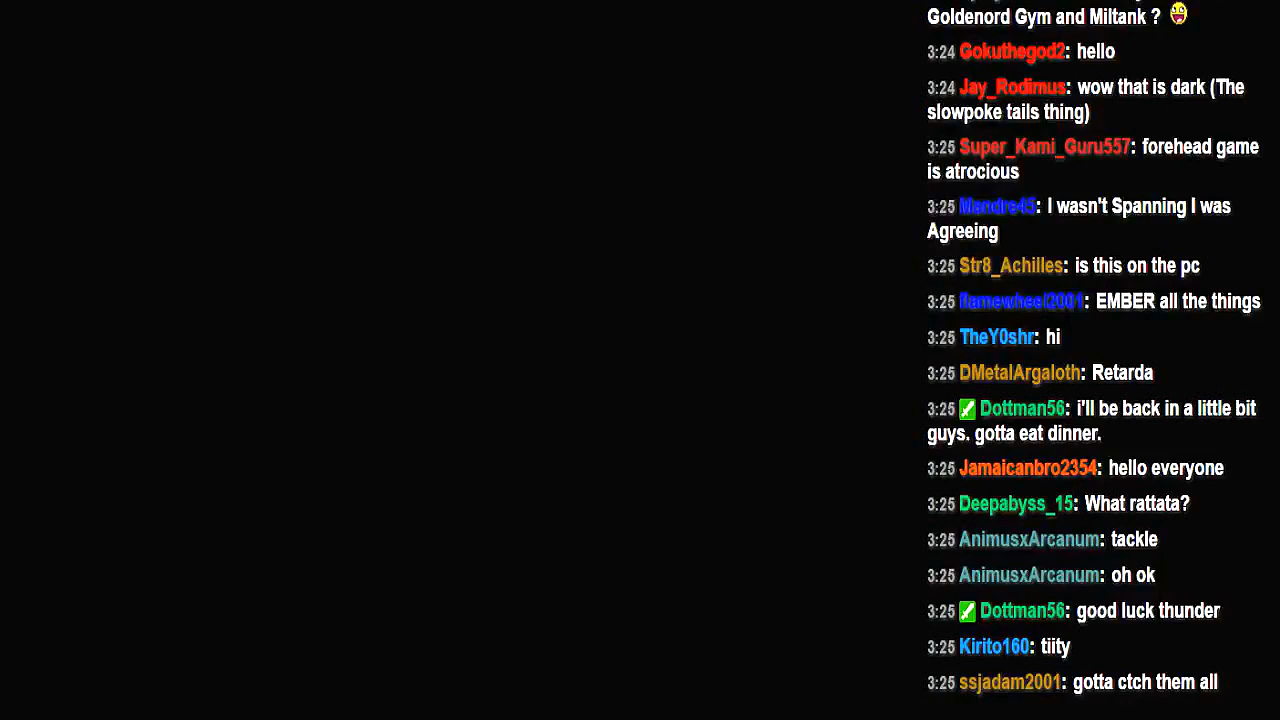 Goldenord Gym and Miltank ?
3:24 Gokuthegod2: hello
3:24 Jay_Rodimus: wow that is dark (The
slowpoke tails thing)
3:25 Super_Kami_Guru557: forehead game
is atrocious
3:25 Mandre45: I wasn't Spanning I was
Agreeing
3:25 Str8_Achilles: is this on the pc
3:25 flamewheel2001: EMBER all the things
3:25 TheY0shr: hi
3:25 DMetalArgaloth: Retarda
3:25 Dottman56: i'll be back in a little bit
guys. gotta eat dinner.
3:25 Jamaicanbro2354: hello everyone
3:25 Deepabyss_15: What rattata?
3:25 AnimusxArcanum: tackle
3:25 AnimusxArcanum: oh ok
3:25 Dottman56: good luck thunder
3:25 Kirito160: tiity
3:25 ssjadam2001: gotta ctch them all